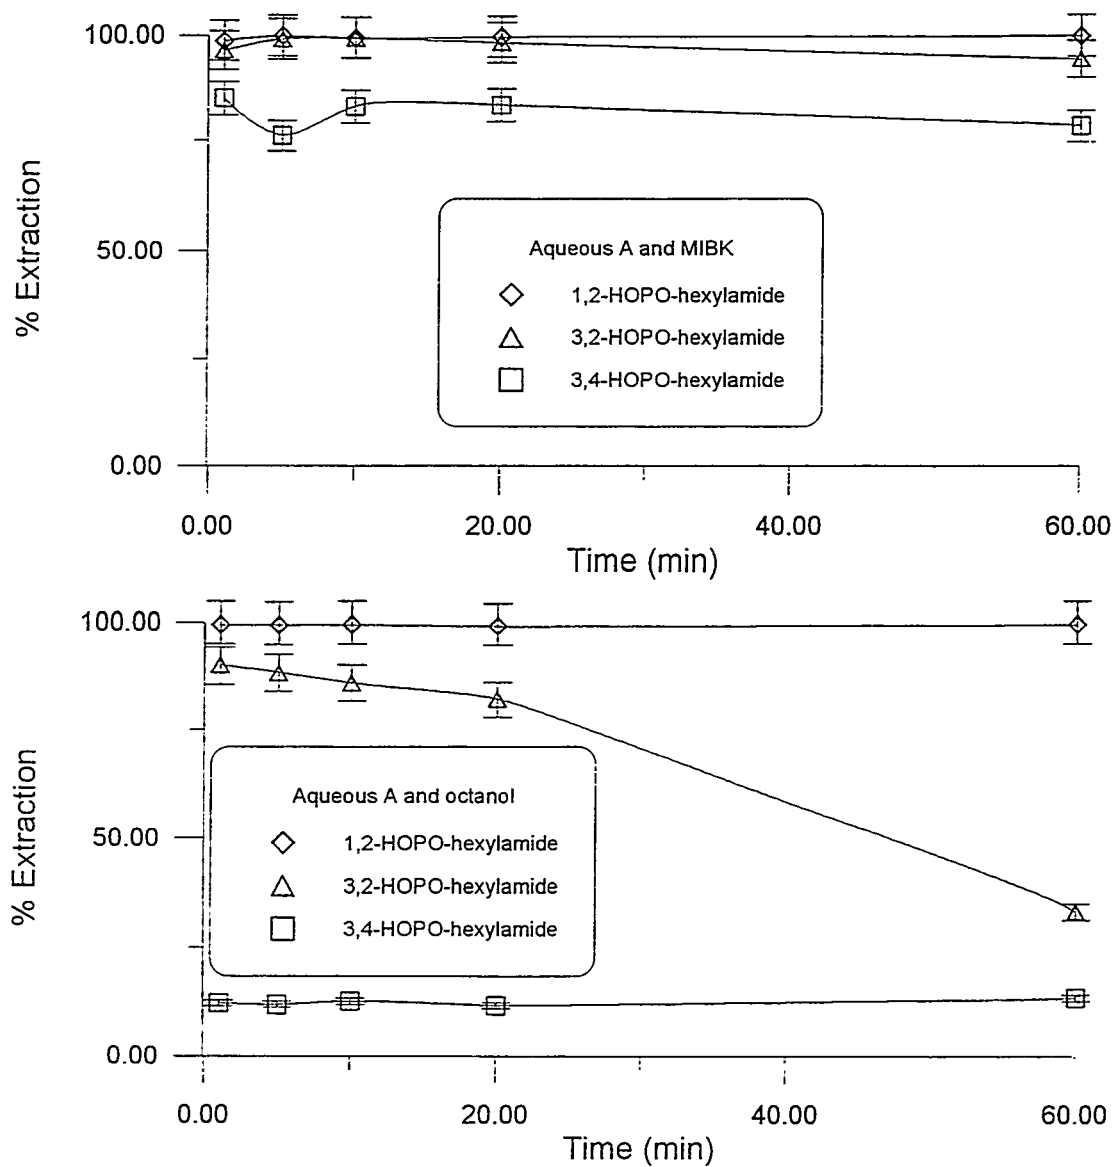 100.00
50.00
0.00
% Extraction
Aqueous A and MIBK
1,2-HOPO-hexylamide
3,2-HOPO-hexylamide
3,4-HOPO-hexylamide
0.00 20.00 40.00 60.00
Time (min)
100.00
50.00
0.00
% Extraction
Aqueous A and octanol
1,2-HOPO-hexylamide
3,2-HOPO-hexylamide
3,4-HOPO-hexylamide
0.00 20.00 40.00 60.00
Time (min)